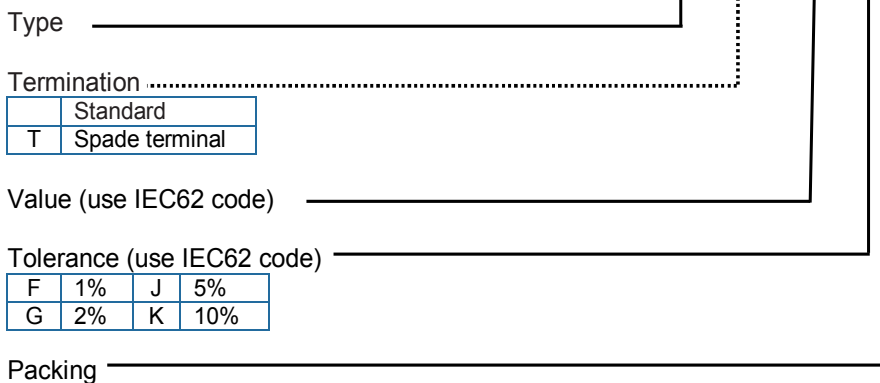 Type
Termination
Standard
T Spade terminal
Value (use IEC62 code)
Tolerance (use IEC62 code)
F 1% J 5%
G 2% K 10%
Packing